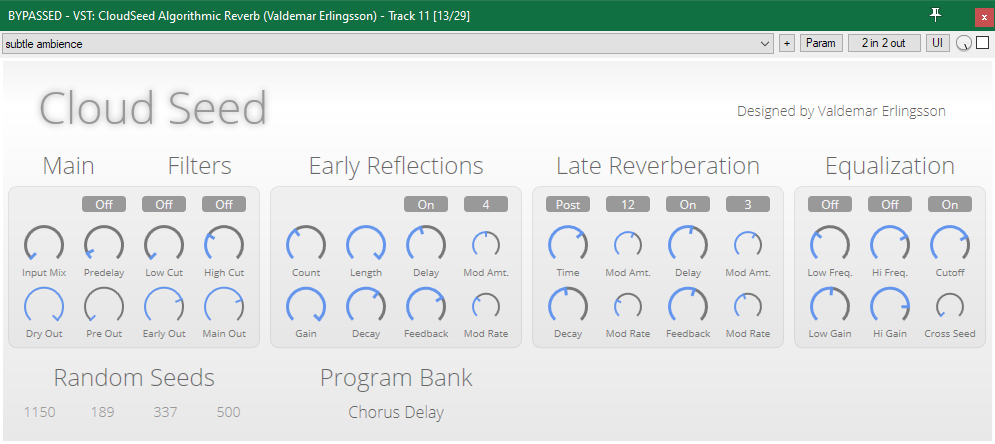 BYPASSED - VST: CloudSeed Algorithmic Reverb (Valdemar Erlingsson) - Track 11 [13/29]
x
subtle ambience
+ Param 2 in 2 out UI
Cloud Seed
Designed by Valdemar Erlingsson
Main Filters Early Reflections Late Reverberation Equalization
Off Off Off On 4 Post 12 On 3 Off Off On
Input Mix Predelay Low Cut High Cut Count Length Delay Mod Amt. Time Mod Amt. Delay Mod Amt. Low Freq. Hi Freq. Cutoff
Dry Out Pre Out Early Out Main Out Gain Decay Feedback Mod Rate Decay Mod Rate Feedback Mod Rate Low Gain Hi Gain Cross Seed
Random Seeds Program Bank
1150 189 337 500 Chorus Delay